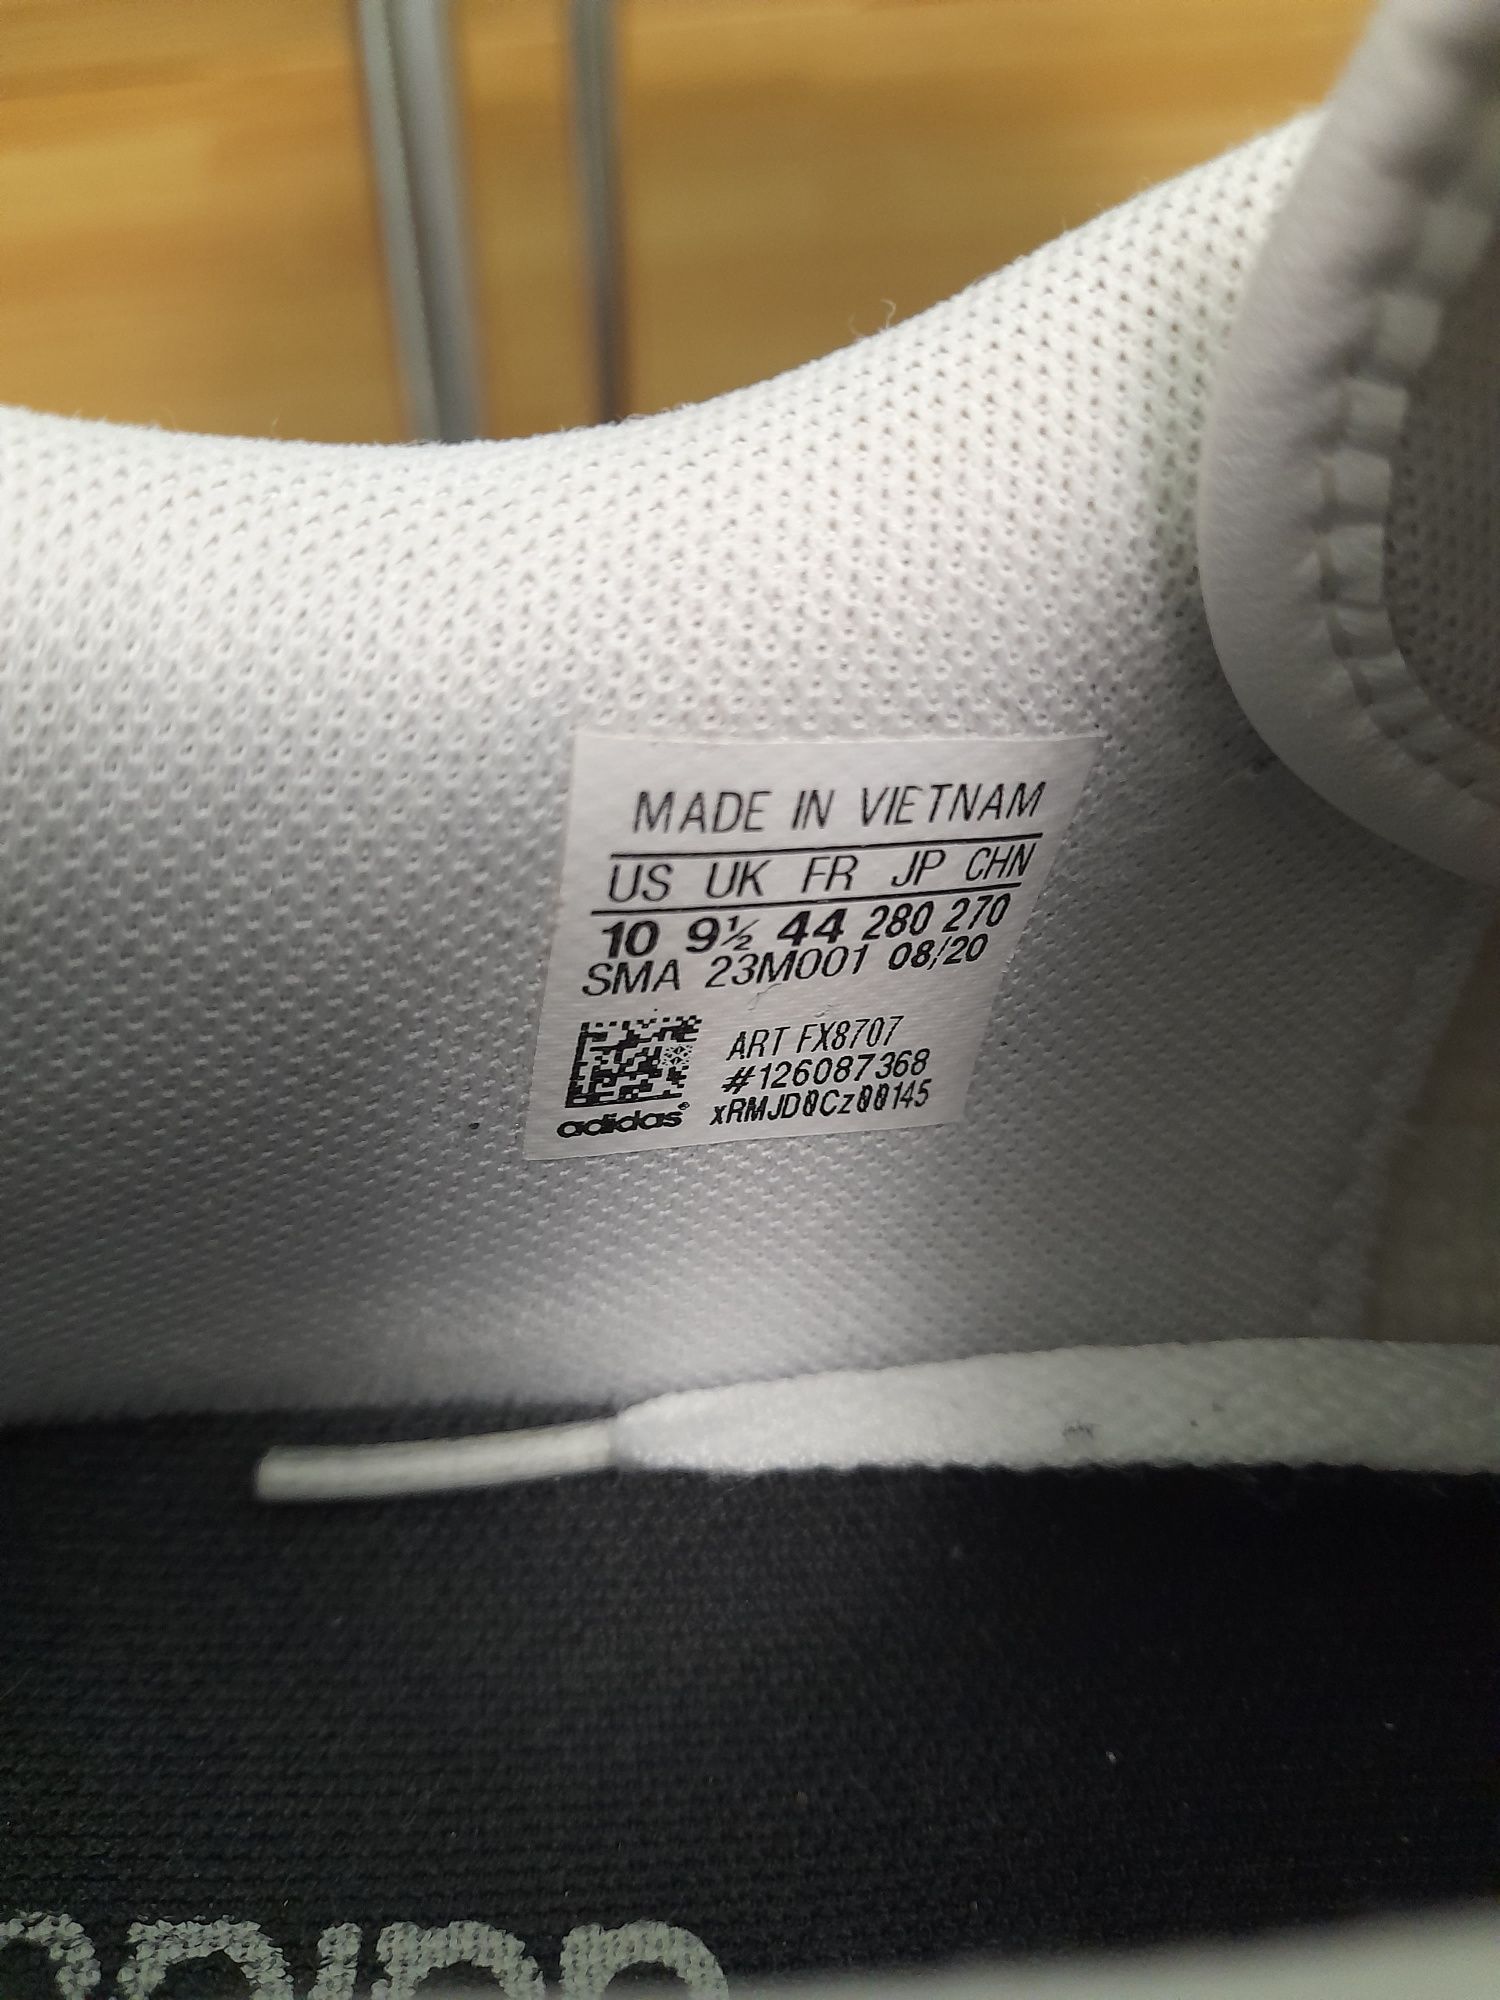 MADE IN VIETNAM
US UK FR JP CHN
10 9½ 44 280 270
SMA 23M001 08/20
ART FX8707
#126087368
xRMJD0Cz00145
adidas®